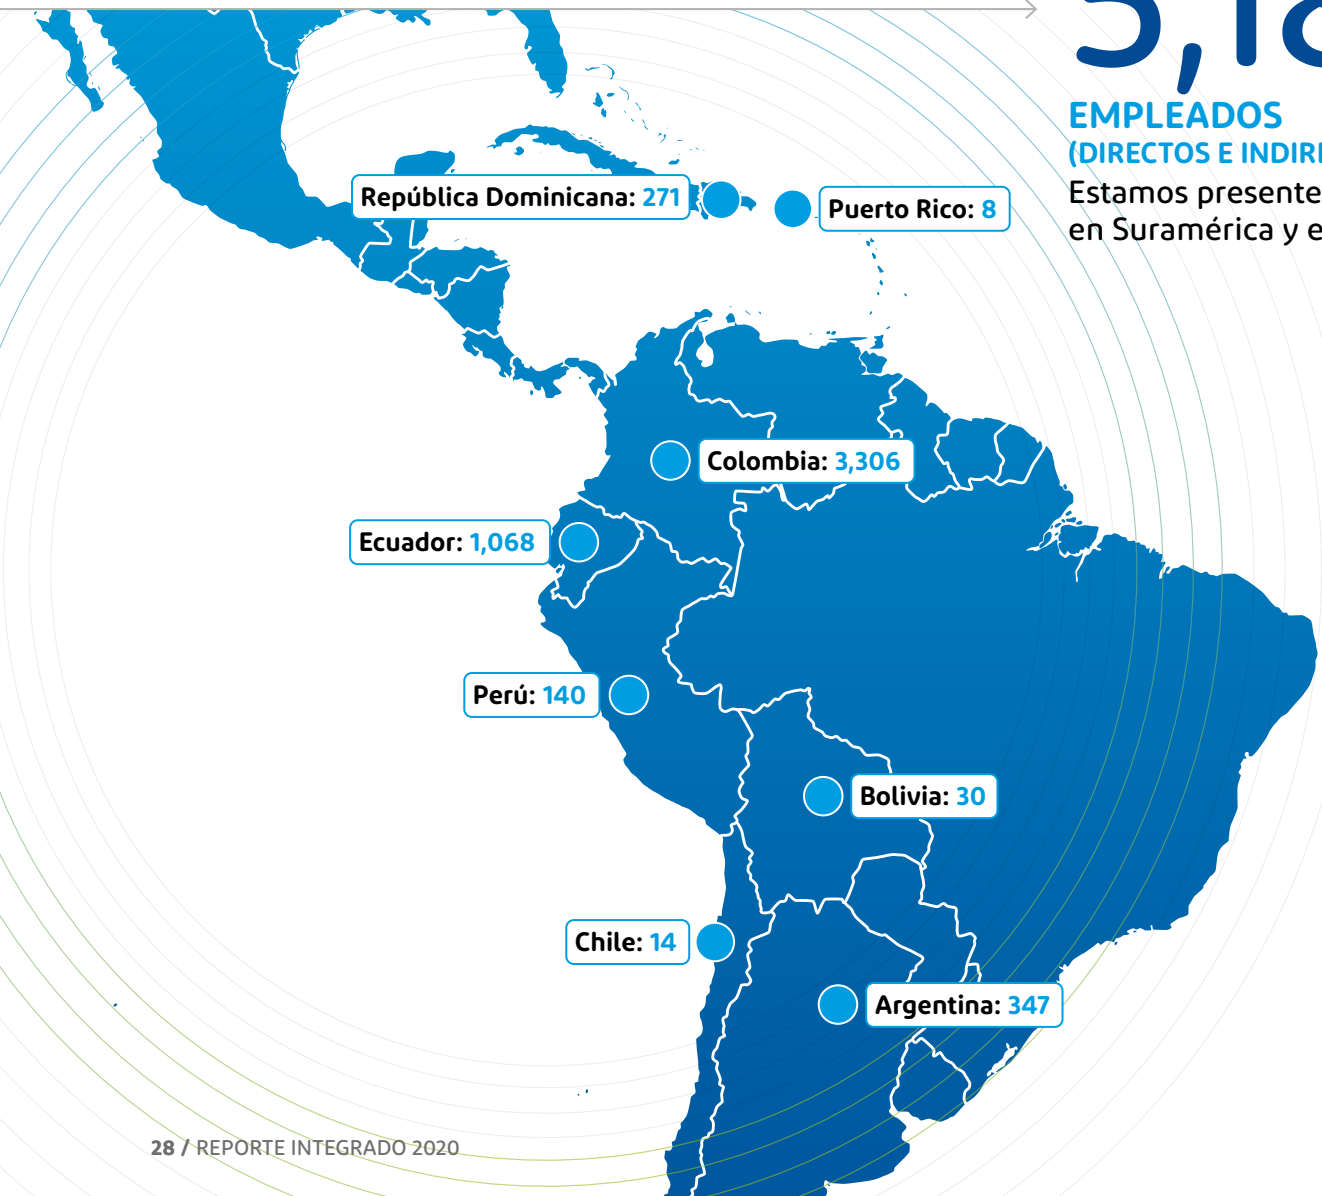 EMPLEADOS
(DIRECTOS E
Estamos
en Suramérica y
República Dominicana: 271
Puerto Rico: 8
Colombia: 3,306
Ecuador: 1,068
Perú: 140
Bolivia: 30
Chile: 14
Argentina: 347
28 / REPORTE INTEGRADO 2020